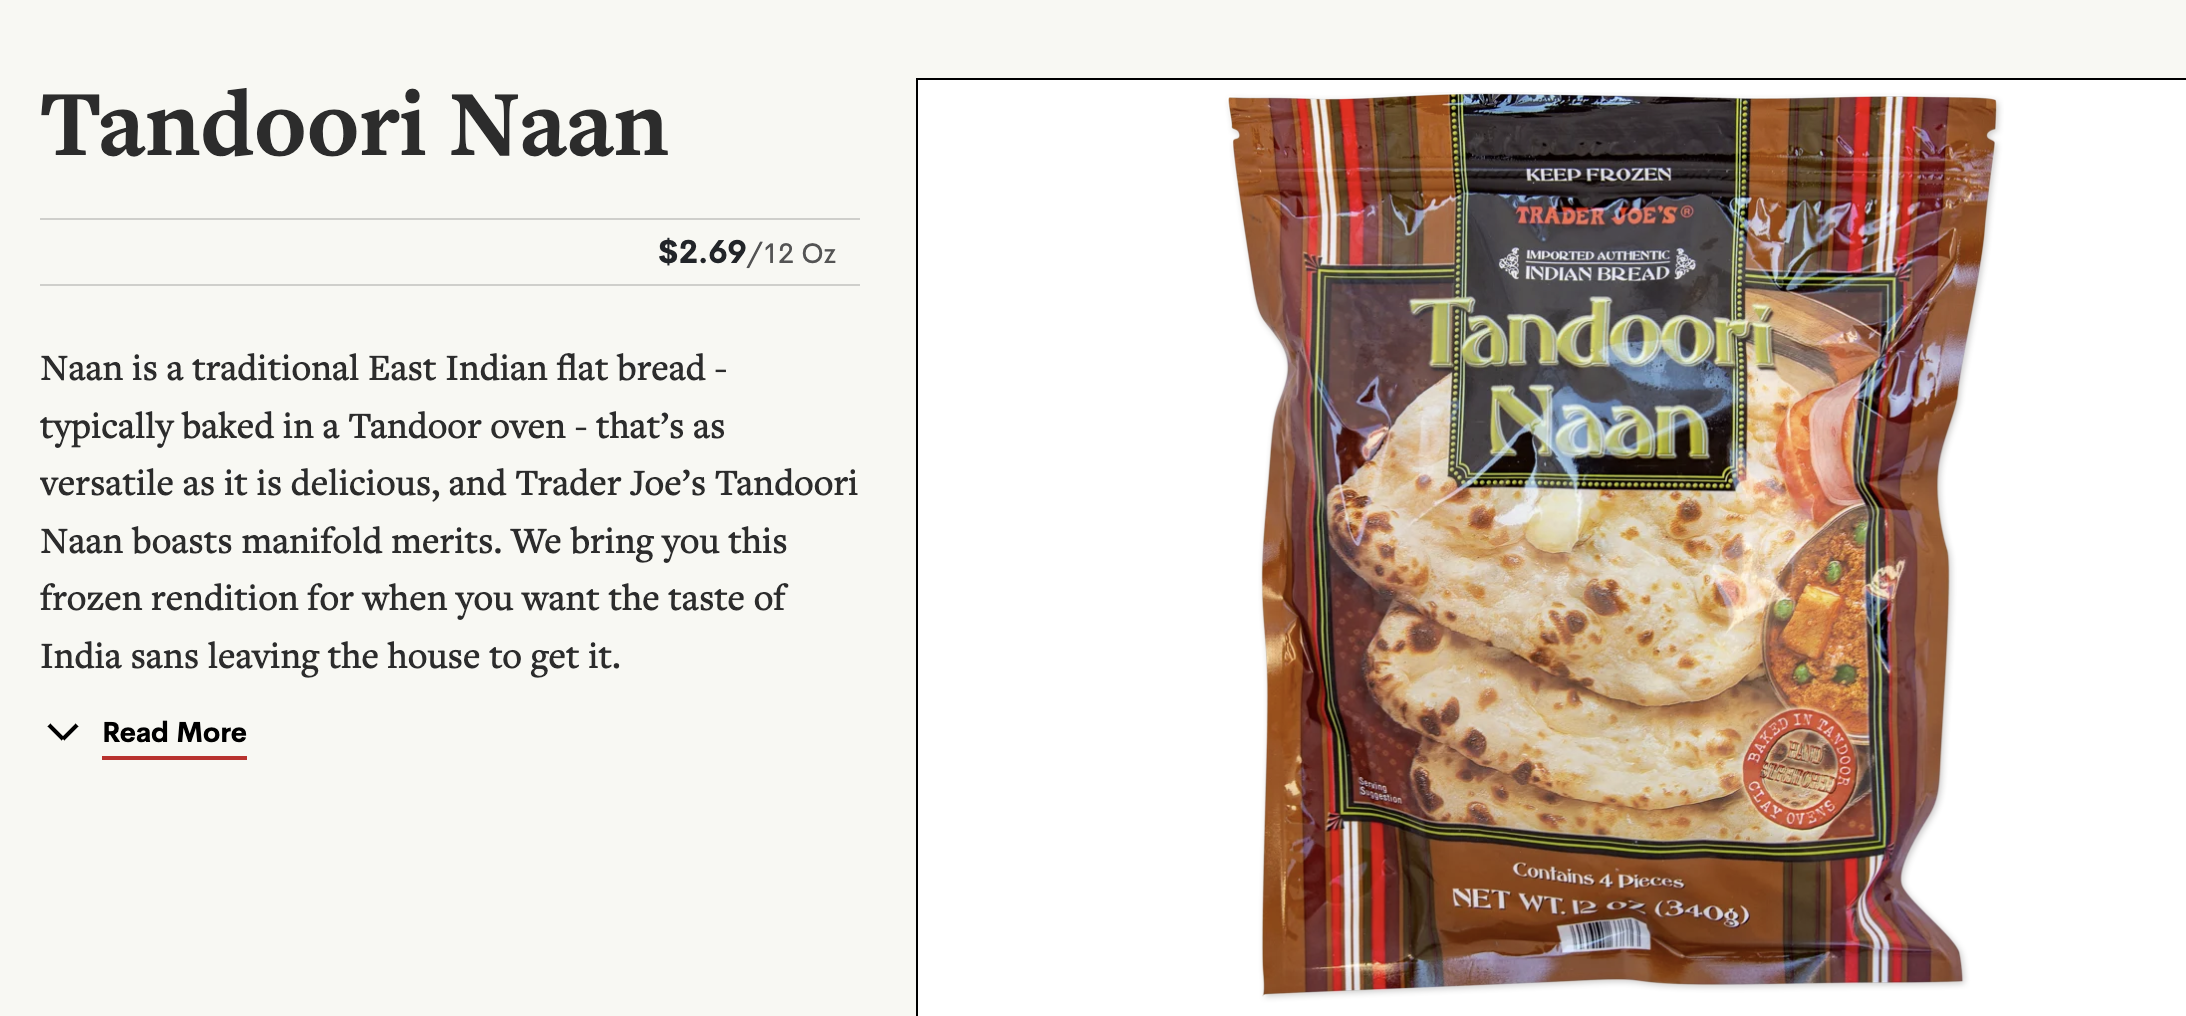 Tandoori Naan
$2.69/12 Oz
Naan is a traditional East Indian flat bread -
typically baked in a Tandoor oven - that’s as
versatile as it is delicious, and Trader Joe’s Tandoori
Naan boasts manifold merits. We bring you this
frozen rendition for when you want the taste of
India sans leaving the house to get it.
Read More
KEEP FROZEN
TRADER JOE'S®
IMPORTED AUTHENTIC
INDIAN BREAD
Tandoori
Naan
BAKED IN TANDOOR
HAND
STRETCHED
CLAY OVENS
Serving
Suggestion
Contains 4 Pieces
NET WT. 12 OZ (340g)